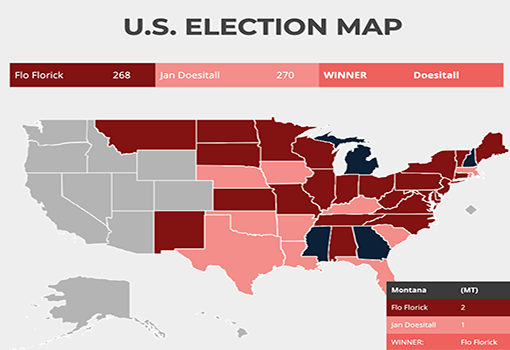 U.S. ELECTION MAP
Flo Florick 268 Jan Doesitall 270 WINNER Doesitall
Montana (MT)
Flo Florick 2
Jan Doesitall 1
WINNER: Flo Florick